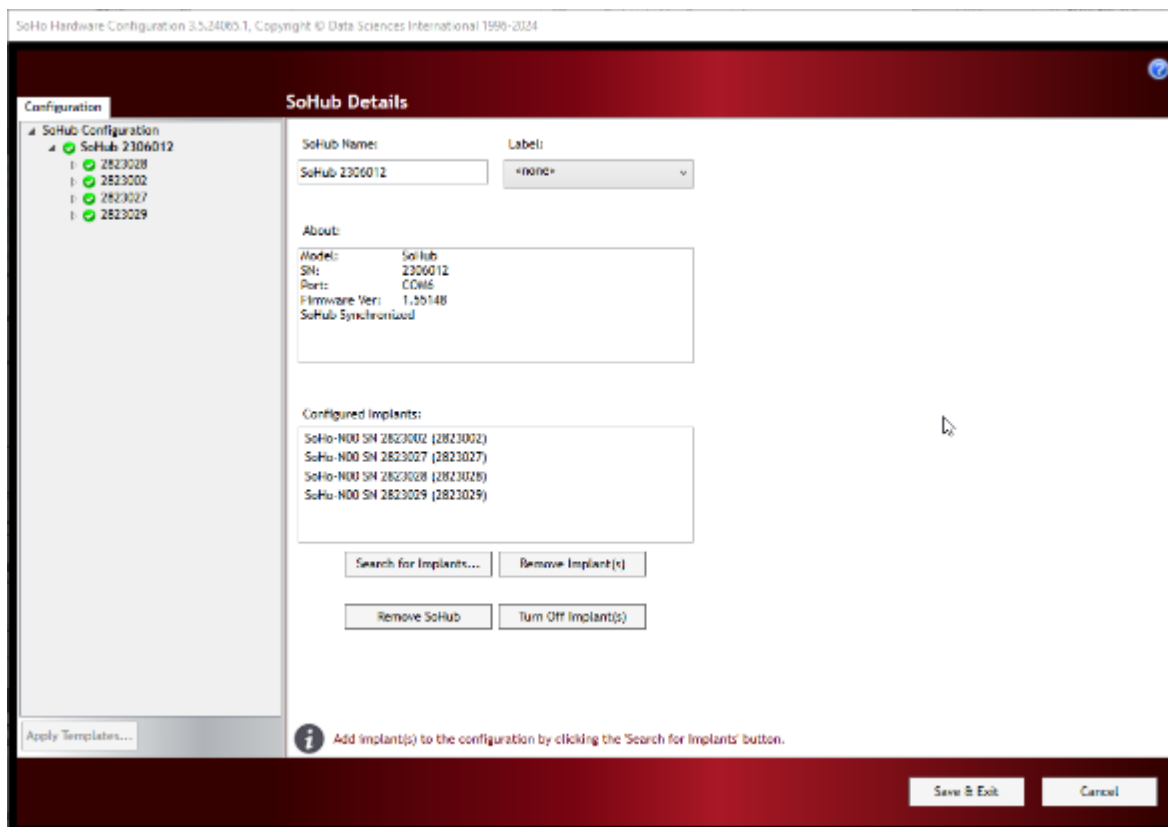 SoHo Hardware Configuration 3.5.24065.1, Copyright © Data Sciences International 1996-2024
Configuration
SoHub Details
SoHub Configuration
SoHub 2306012
2823028
2823002
2823027
2823029
SoHub Name:
Label:
SoHub 2306012
<none>
About:
Model: SoHub
SN: 2306012
Port: COM6
Firmware Ver: 1.55148
SoHub Synchronized
Configured Implants:
SoHo-N00 SN 2823002 (2823002)
SoHo-N00 SN 2823027 (2823027)
SoHo-N00 SN 2823028 (2823028)
SoHo-N00 SN 2823029 (2823029)
Search for Implants...
Remove Implant(s)
Remove SoHub
Turn Off Implant(s)
Apply Templates...
Add implant(s) to the configuration by clicking the 'Search for Implants' button.
Save & Exit
Cancel